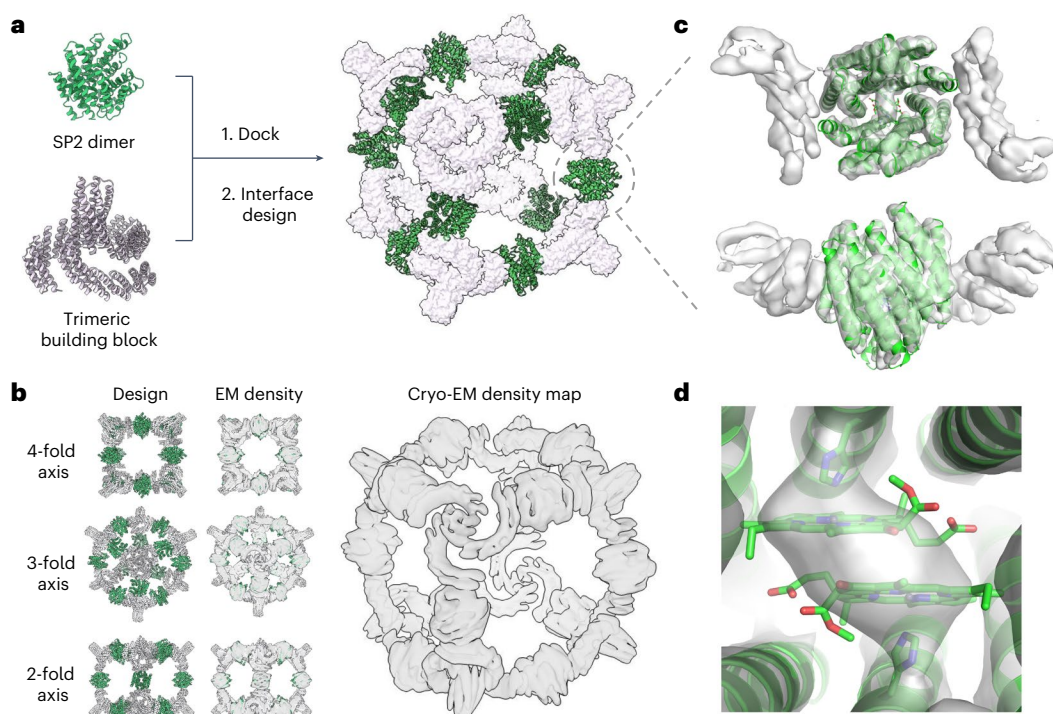 a
SP2 dimer
Trimeric
building block
1. Dock
2. Interface
design
c
b
Design
EM density
4-fold
axis
3-fold
axis
2-fold
axis
Cryo-EM density map
d